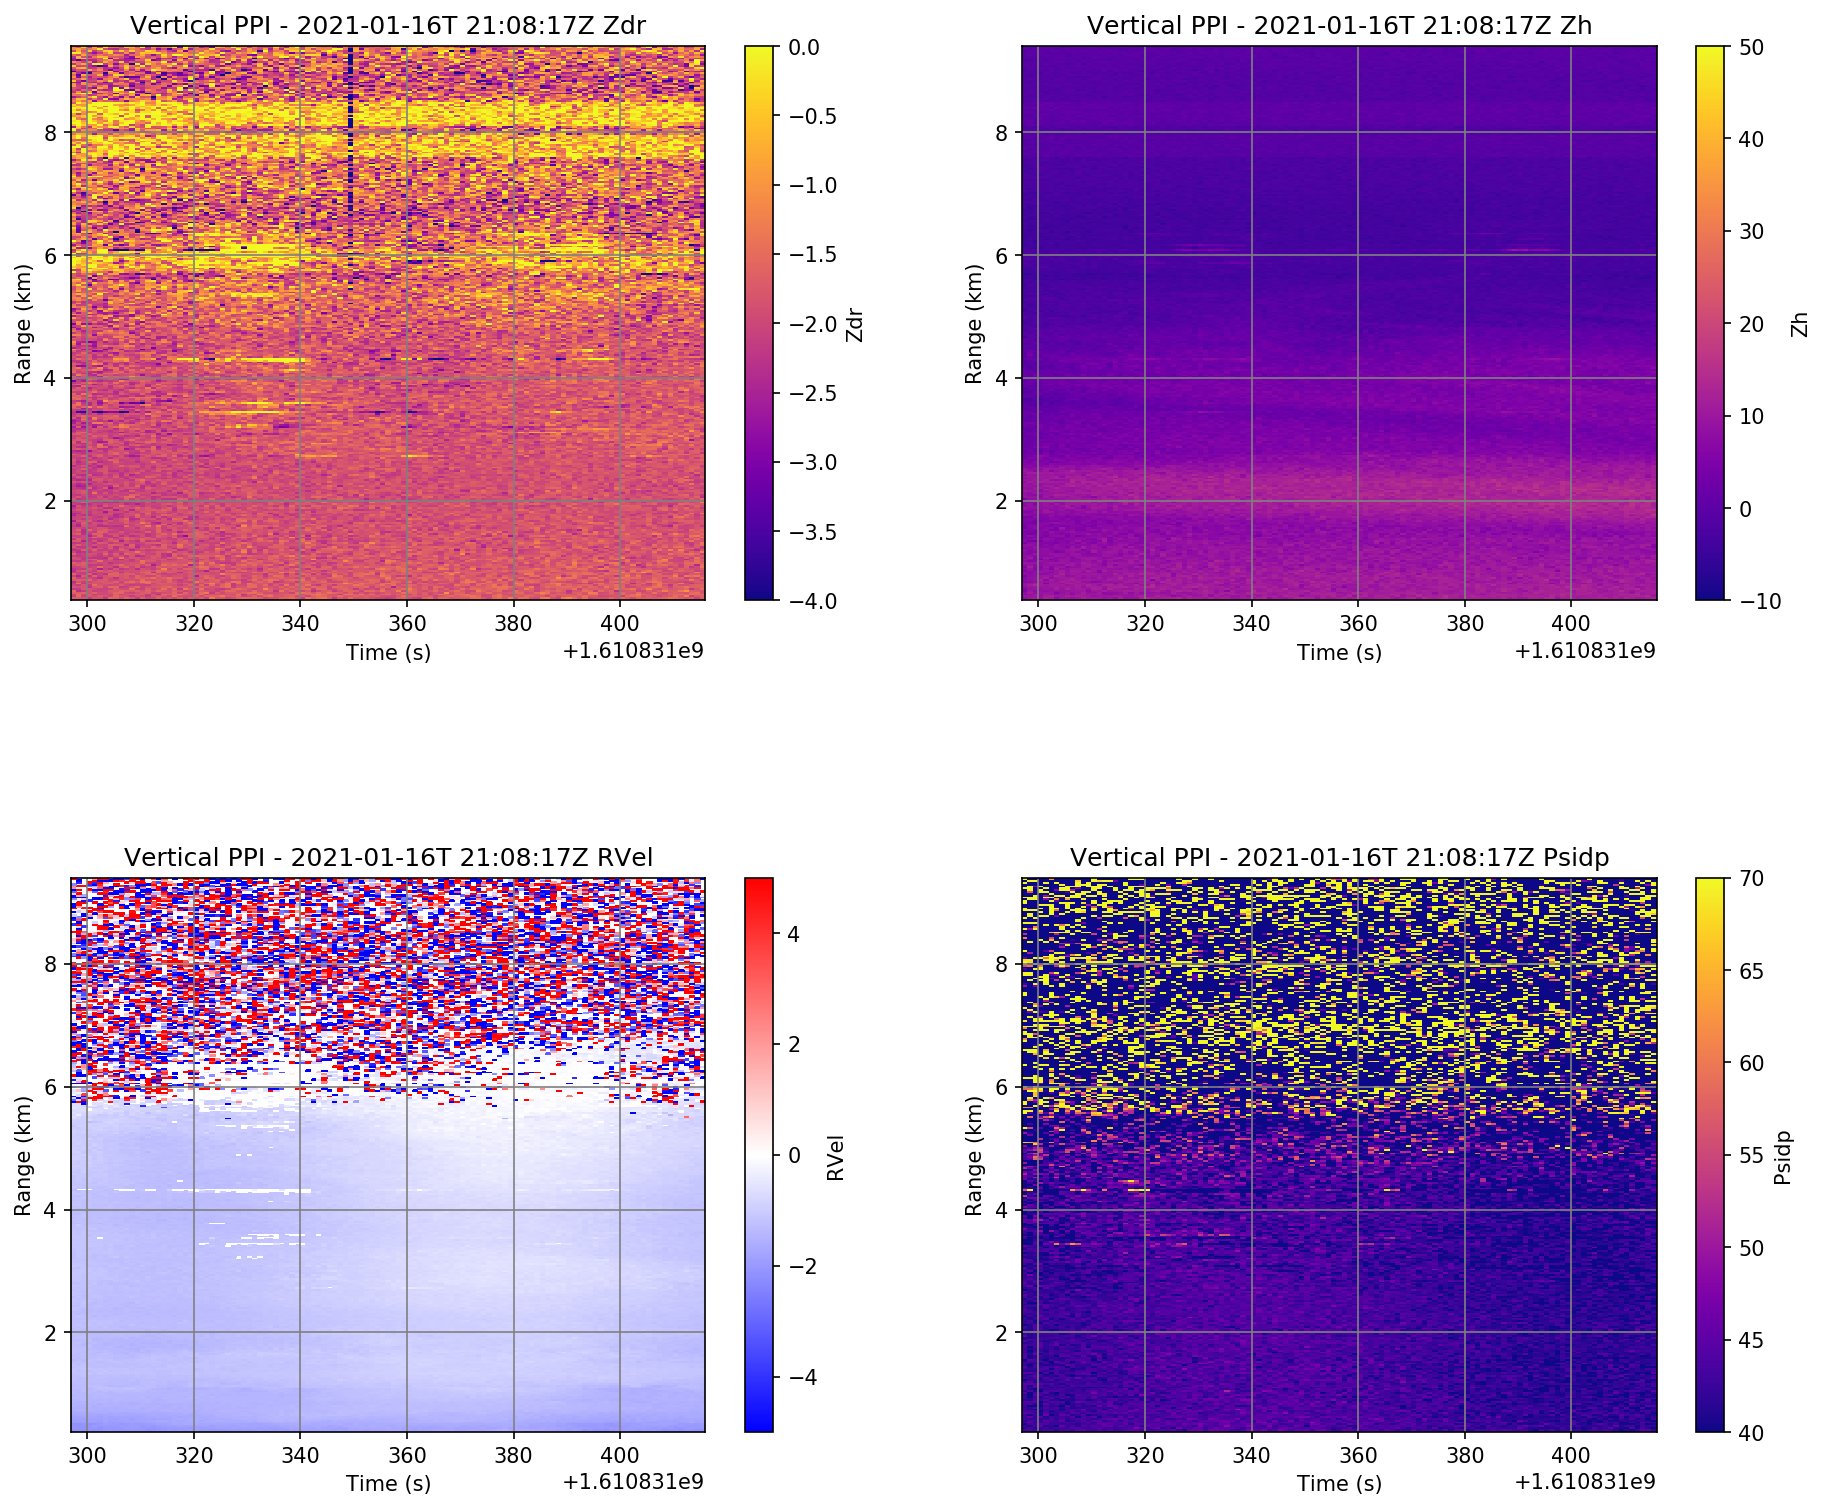 Vertical PPI - 2021-01-16T 21:08:17Z Zdr
Range (km)
8
6
4
2
300 320 340 360 380 400
Time (s)
+1.610831e9
0.0
−0.5
−1.0
−1.5
−2.0
−2.5
−3.0
−3.5
−4.0
Zdr
Vertical PPI - 2021-01-16T 21:08:17Z Zh
Range (km)
8
6
4
2
300 320 340 360 380 400
Time (s)
+1.610831e9
50
40
30
20
10
0
−10
Zh
Vertical PPI - 2021-01-16T 21:08:17Z RVel
Range (km)
8
6
4
2
300 320 340 360 380 400
Time (s)
+1.610831e9
4
2
0
−2
−4
RVel
Vertical PPI - 2021-01-16T 21:08:17Z Psidp
Range (km)
8
6
4
2
300 320 340 360 380 400
Time (s)
+1.610831e9
70
65
60
55
50
45
40
Psidp